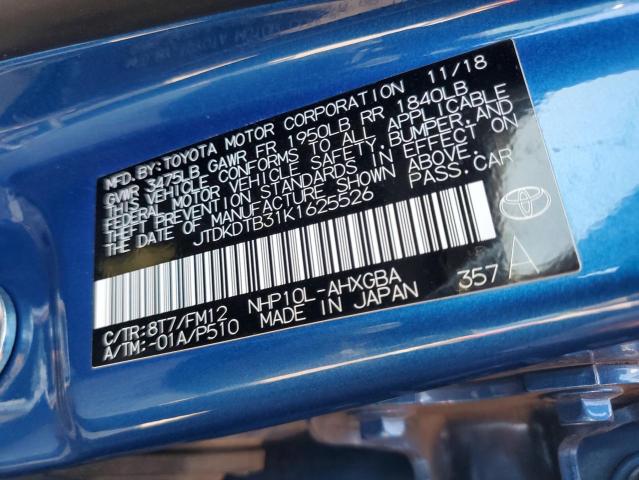 MFD. BY: TOYOTA MOTOR CORPORATION 11/18
GVWR 3475LB GAWR FR 1950LB RR 1840LB
THIS VEHICLE CONFORMS TO ALL APPLICABLE
FEDERAL MOTOR VEHICLE SAFETY, BUMPER, AND
THEFT PREVENTION STANDARDS IN EFFECT ON
THE DATE OF MANUFACTURE SHOWN ABOVE.
JTDKDTB31K1625526 PASS. CAR
C/TR: 8T7/FM12 NHP10L-AHXGBA 357 A
A/TM:-01A/P510 MADE IN JAPAN